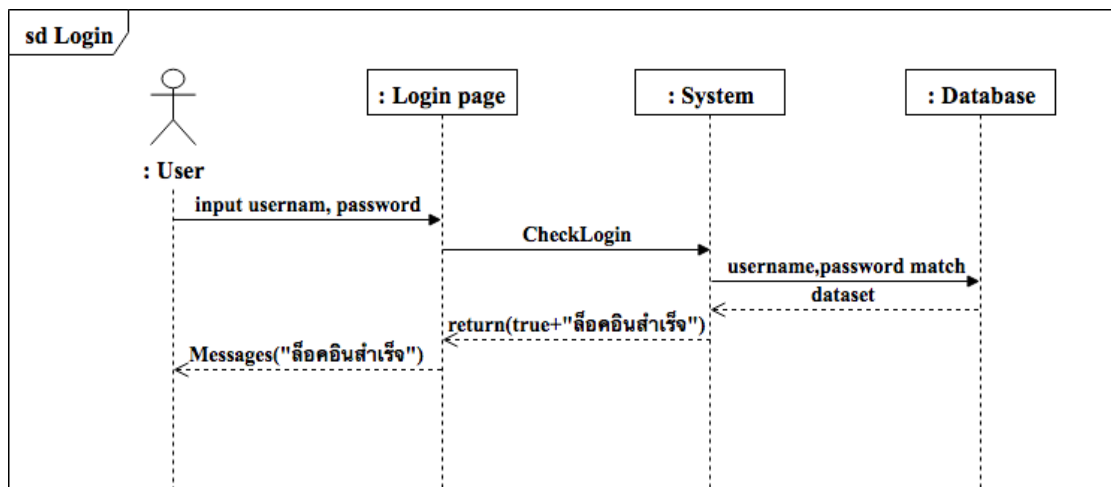 sd Login
: Login page
: System
: Database
: User
input usernam, password
CheckLogin
username,password match
dataset
return(true+"ล็อคอินสำเร็จ")
Messages("ล็อคอินสำเร็จ")